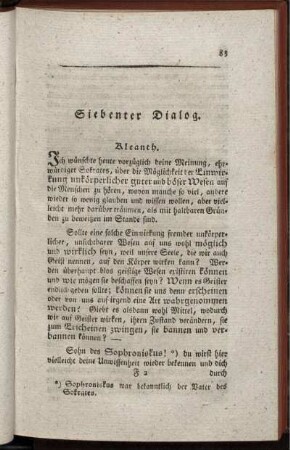 83
Siebenter Dialog.
Kleanth.
Ich wünschte heute vorzüglich deine Meinung, ehr-
würdiger Sokrates, über die Möglichkeit der Einwir-
kung unkörperlicher guter und böser Wesen auf
die Menschen zu hören, wovon manche so viel, andre
wieder so wenig glauben und wissen wollen, aber viel-
leicht mehr darüber träumen, als mit haltbaren Grün-
den zu beweisen im Stande sind.
Sollte eine solche Einwirkung fremder unkörper-
licher, unsichtbarer Wesen auf uns wohl möglich und
wirklich seyn, weil unsre Seele, die wir auch
Geist nennen, auf den Körper wirken kann? Wer-
den überhaupt blos geistige Wesen existiren können
und wie mögen sie beschaffen seyn? Wenn es Geister
geben sollte; können sie uns denn erscheinen
oder von uns auf irgend eine Art wahrgenommen
werden? Giebt es alsdann wohl Mittel, wodurch
wir auf Geister wirken, ihren Zustand verändern, sie
zum Erscheinen zwingen, sie bannen und ver-
bannen können? —
Sohn des Sophroniskus! *) du wirst hier
vielleicht deine Unwissenheit wieder bekennen und dich
F 2 durch
*) Sophroniskus war bekanntlich der Vater des
Sokrates.